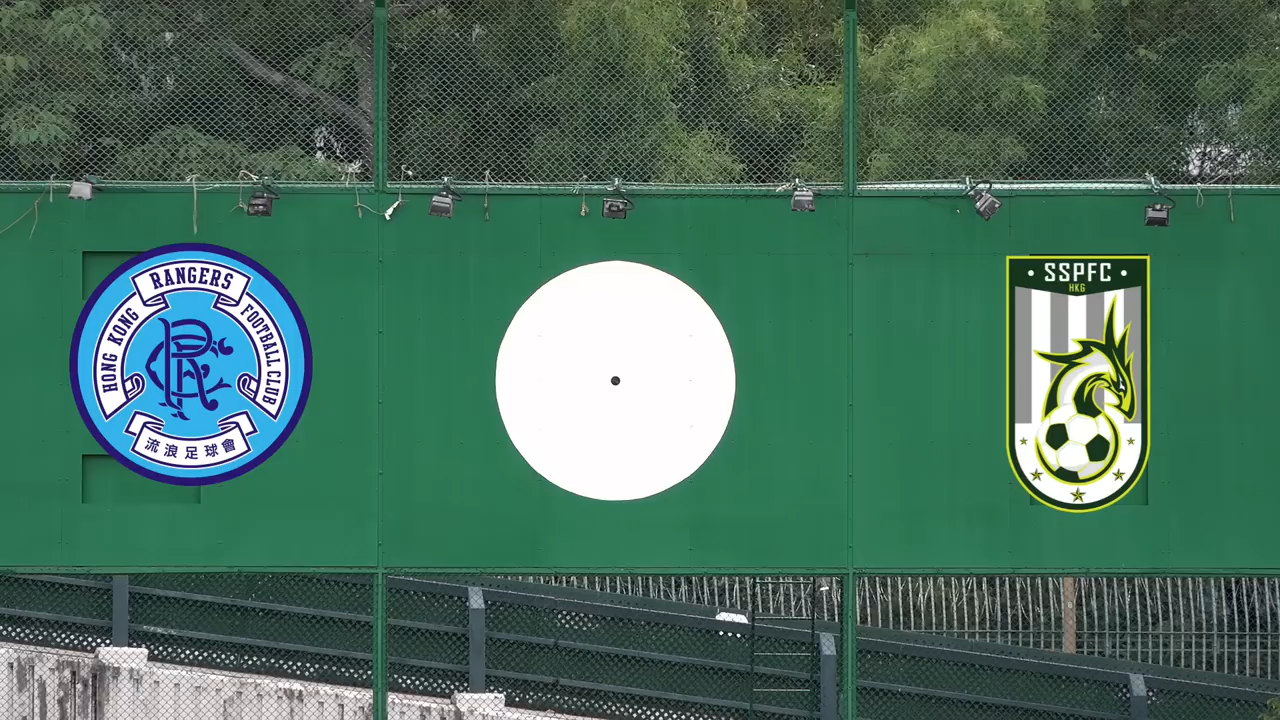 RANGERS
HONG KONG
FOOTBALL CLUB
流浪足球會
• SSPFC •
HKG